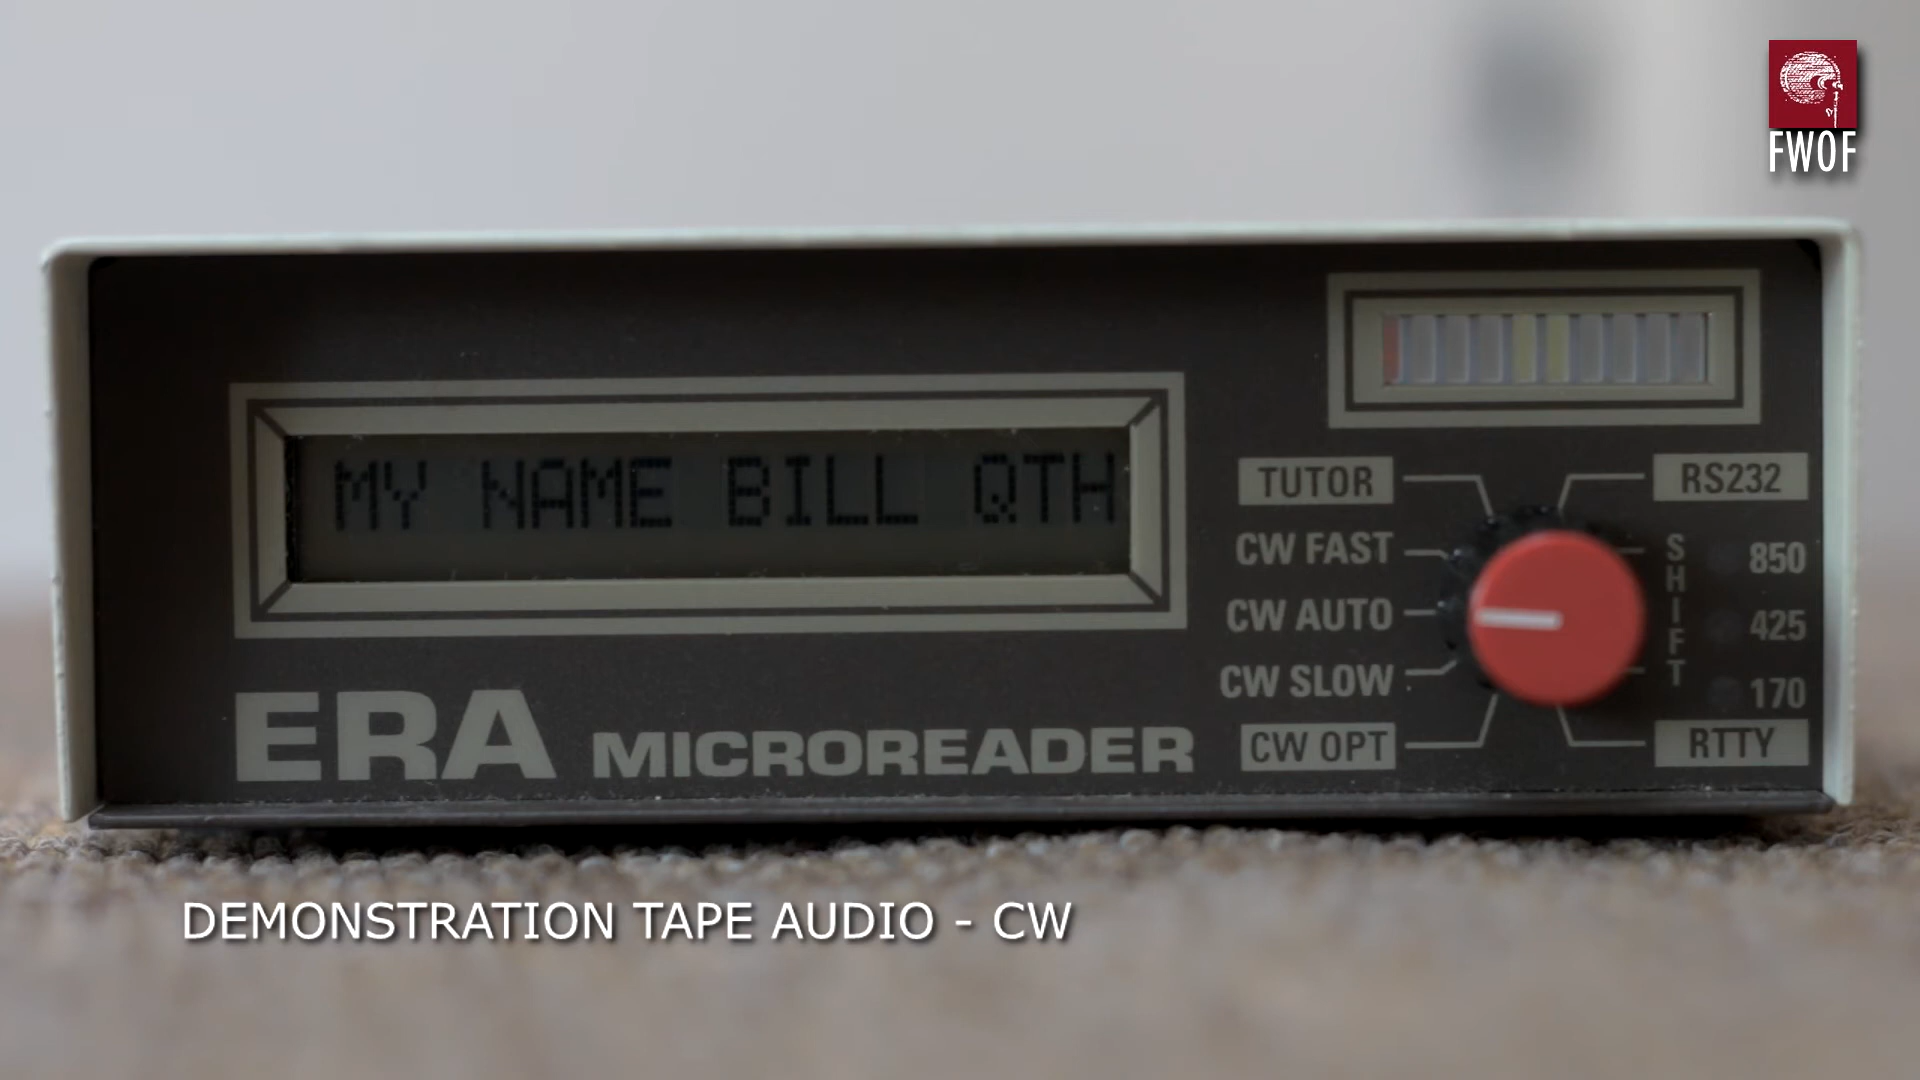 FWOF
MY NAME BILL QTH
TUTOR
CW FAST
CW AUTO
CW SLOW
CW OPT
RS232
SHIFT
850
425
170
RTTY
ERA MICROREADER
DEMONSTRATION TAPE AUDIO - CW